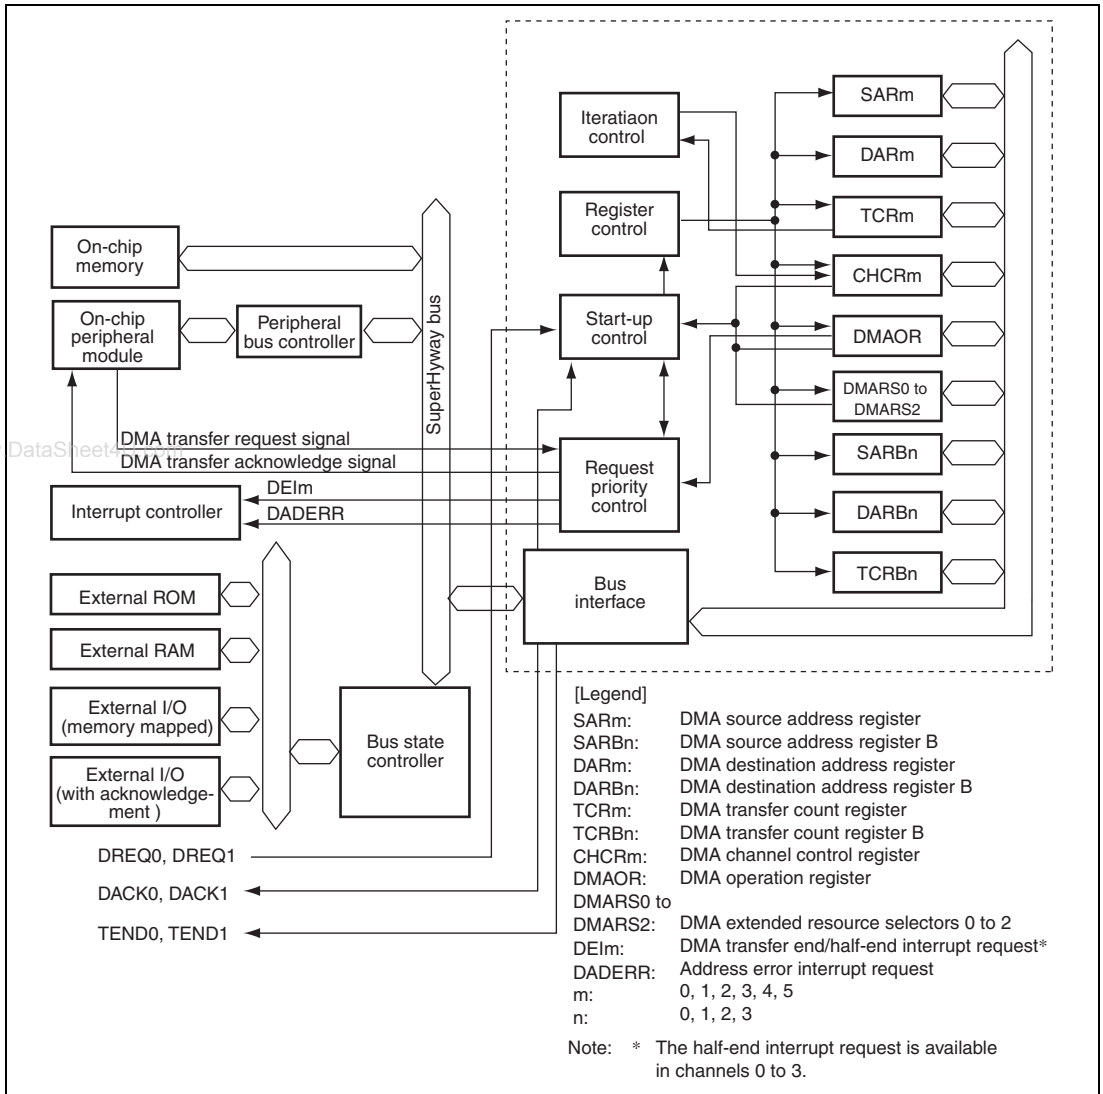 Iteratiaon
control
Register
control
Start-up
control
Request
priority
control
Bus
interface
SARm
DARm
TCRm
CHCRm
DMAOR
DMARS0 to
DMARS2
SARBn
DARBn
TCRBn
On-chip
memory
On-chip
peripheral
module
Peripheral
bus controller
SuperHyway bus
DMA transfer request signal
DMA transfer acknowledge signal
DEIm
DADERR
Interrupt controller
External ROM
External RAM
External I/O
(memory mapped)
External I/O
(with acknowledge-
ment )
Bus state
controller
DREQ0, DREQ1
DACK0, DACK1
TEND0, TEND1
[Legend]
SARm: DMA source address register
SARBn: DMA source address register B
DARm: DMA destination address register
DARBn: DMA destination address register B
TCRm: DMA transfer count register
TCRBn: DMA transfer count register B
CHCRm: DMA channel control register
DMAOR: DMA operation register
DMARS0 to
DMARS2: DMA extended resource selectors 0 to 2
DEIm: DMA transfer end/half-end interrupt request*
DADERR: Address error interrupt request
m: 0, 1, 2, 3, 4, 5
n: 0, 1, 2, 3
Note: * The half-end interrupt request is available
in channels 0 to 3.